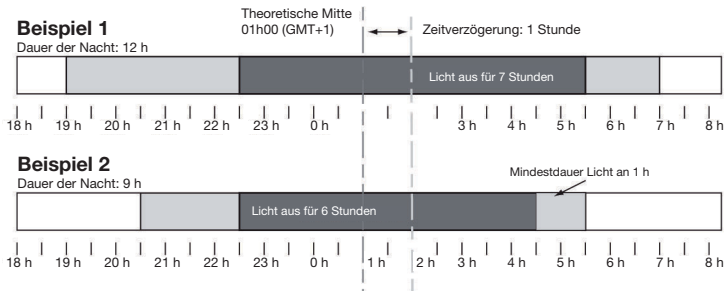 Beispiel 1
Dauer der Nacht: 12 h
Theoretische Mitte
01h00 (GMT+1)
Zeitverzögerung: 1 Stunde
Licht aus für 7 Stunden
18 h 19 h 20 h 21 h 22 h 23 h 0 h 3 h 4 h 5 h 6 h 7 h 8 h
Beispiel 2
Dauer der Nacht: 9 h
Mindestdauer Licht an 1 h
Licht aus für 6 Stunden
18 h 19 h 20 h 21 h 22 h 23 h 0 h 1 h 2 h 3 h 4 h 5 h 6 h 7 h 8 h